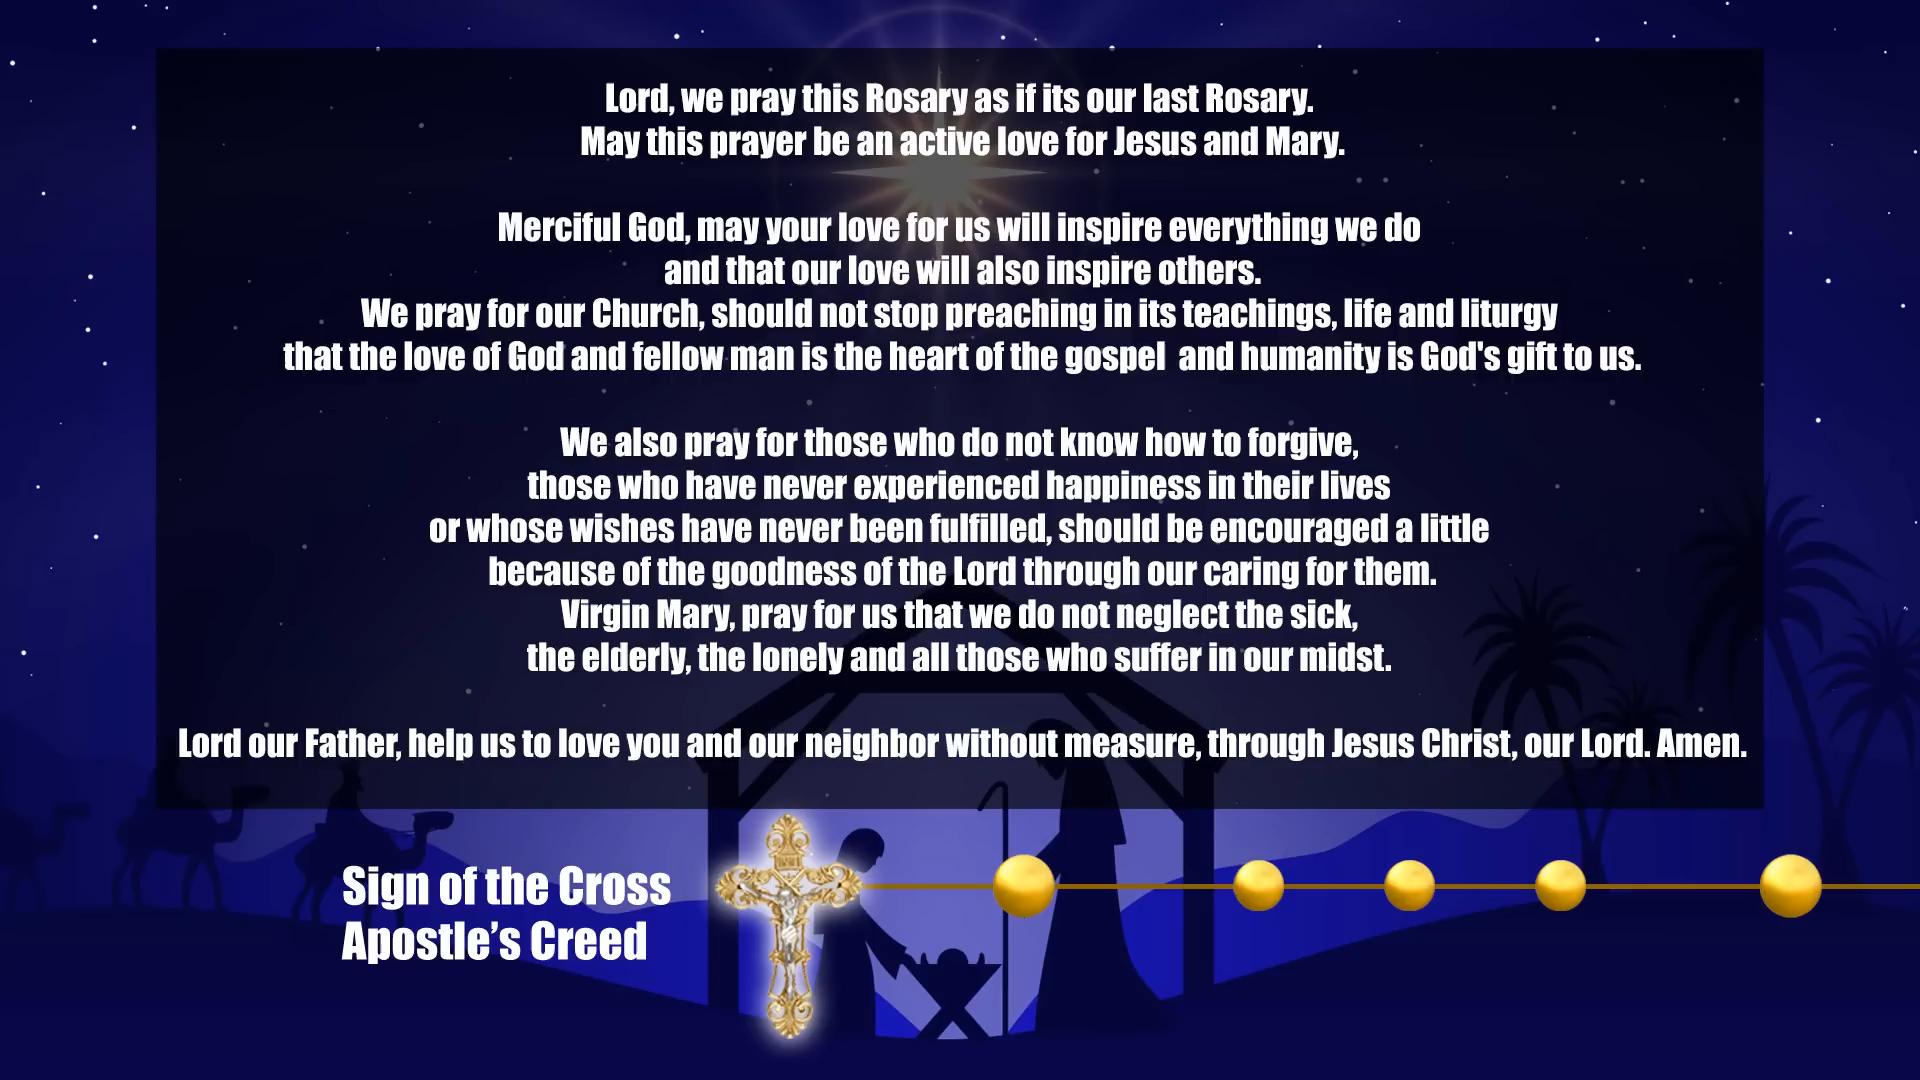 Lord, we pray this Rosary as if its our last Rosary.
May this prayer be an active love for Jesus and Mary.
Merciful God, may your love for us will inspire everything we do
and that our love will also inspire others.
We pray for our Church, should not stop preaching in its teachings, life and liturgy
that the love of God and fellow man is the heart of the gospel  and humanity is God's gift to us.
We also pray for those who do not know how to forgive,
those who have never experienced happiness in their lives
or whose wishes have never been fulfilled, should be encouraged a little
because of the goodness of the Lord through our caring for them.
Virgin Mary, pray for us that we do not neglect the sick,
the elderly, the lonely and all those who suffer in our midst.
Lord our Father, help us to love you and our neighbor without measure, through Jesus Christ, our Lord. Amen.
Sign of the Cross
Apostle’s Creed